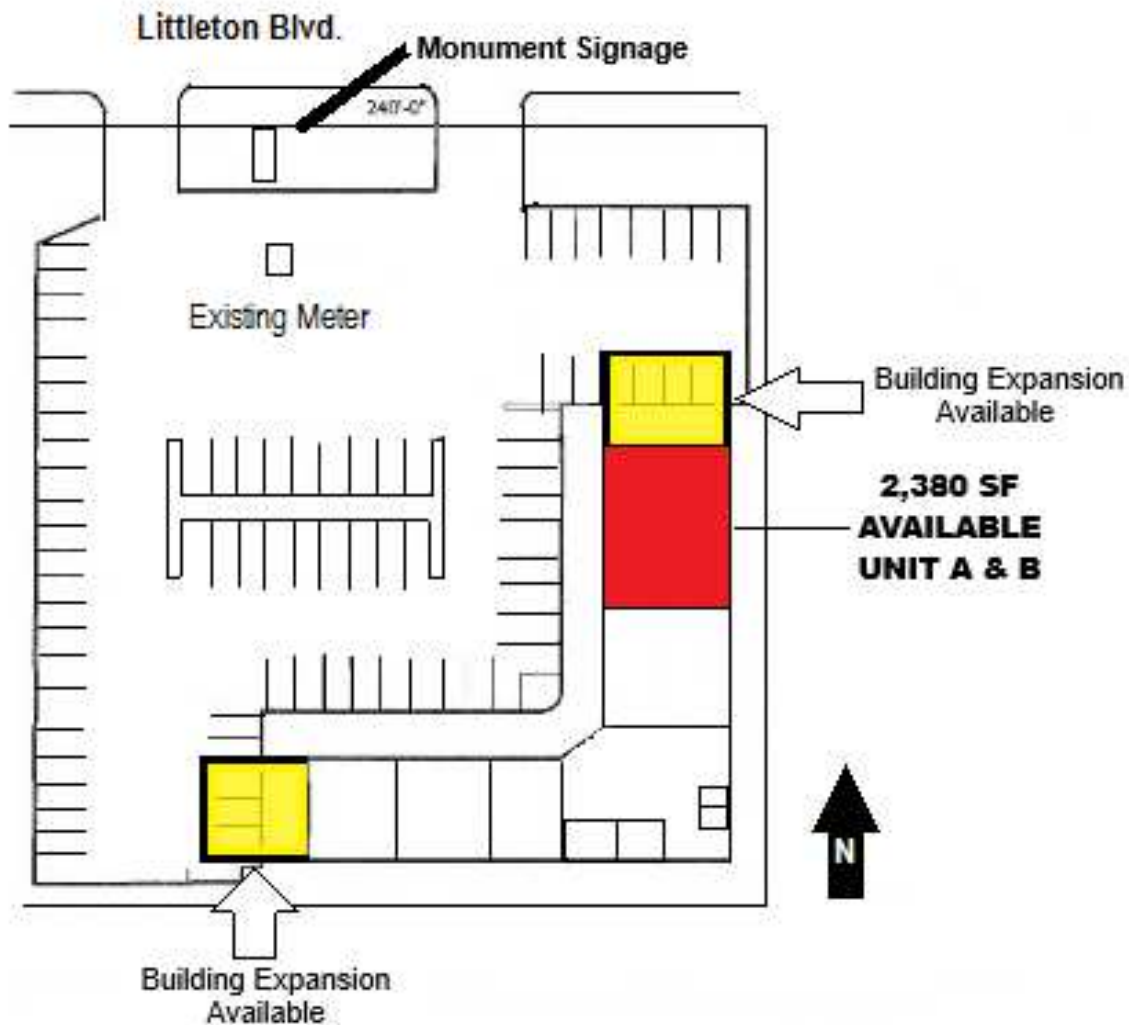 Littleton Blvd.
Monument Signage
240'-0"
Existing Meter
Building Expansion
Available
2,380 SF
AVAILABLE
UNIT A & B
N
Building Expansion
Available